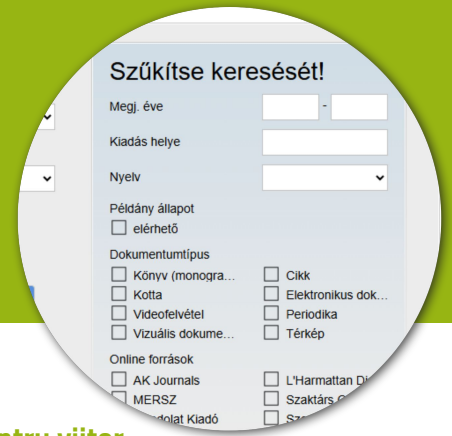 Szűkítse keresését!
Megj. éve -
Kiadás helye
Nyelv
Példány állapot
elérhető
Dokumentumtípus
Könyv (monogra... Cikk
Kotta Elektronikus dok...
Videofelvétel Periodika
Vizuális dokume... Térkép
Online források
AK Journals L'Harmattan
MERSZ Szaktárs
Kiadó
viitor